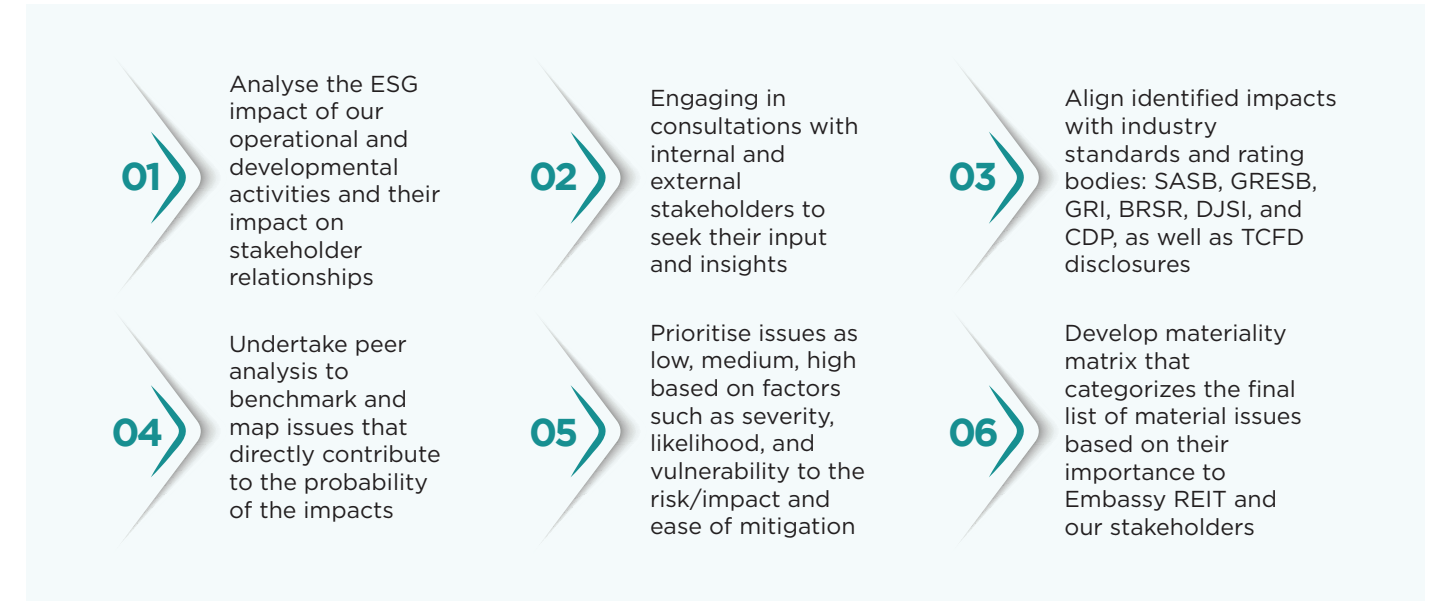 01
Analyse the ESG
impact of our
operational and
developmental
activities and their
impact on
stakeholder
relationships
02
Engaging in
consultations with
internal and
external
stakeholders to
seek their input
and insights
03
Align identified impacts
with industry
standards and rating
bodies: SASB, GRESB,
GRI, BRSR, DJSI, and
CDP, as well as TCFD
disclosures
04
Undertake peer
analysis to
benchmark and
map issues that
directly contribute
to the probability
of the impacts
05
Prioritise issues as
low, medium, high
based on factors
such as severity,
likelihood, and
vulnerability to the
risk/impact and
ease of mitigation
06
Develop materiality
matrix that
categorizes the final
list of material issues
based on their
importance to
Embassy REIT and
our stakeholders